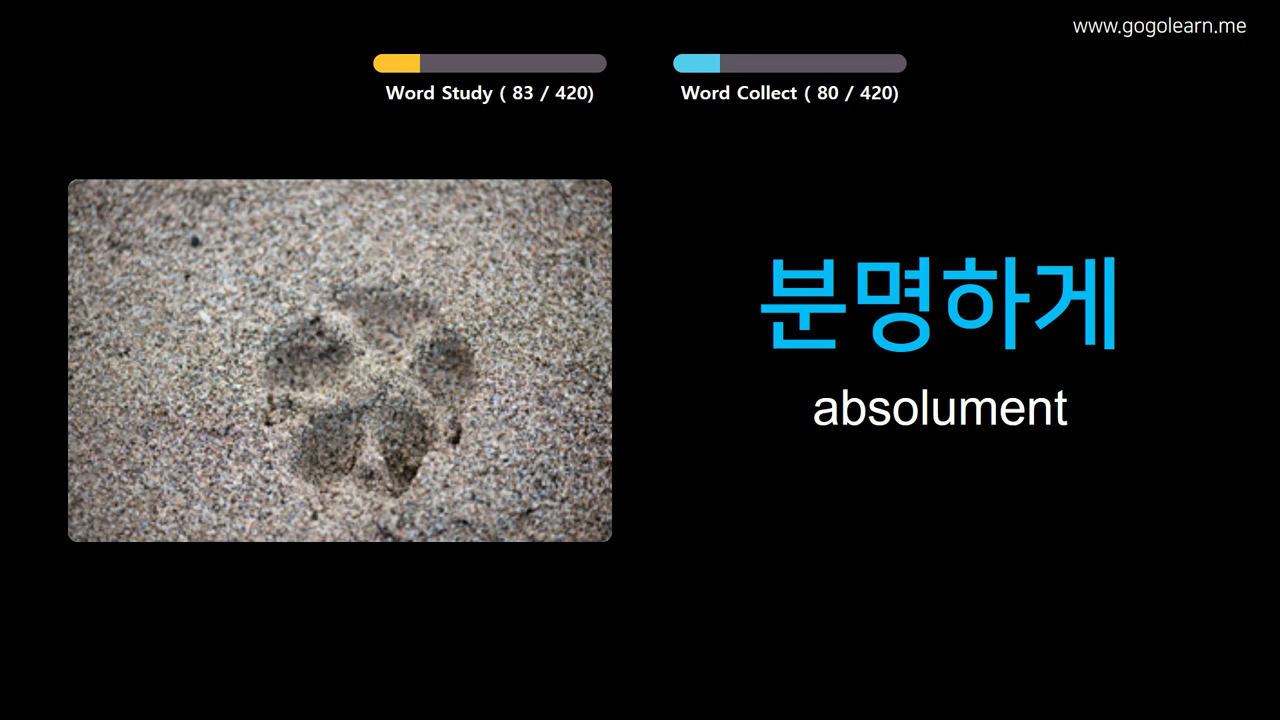 www.gogolearn.me
Word Study ( 83 / 420)
Word Collect ( 80 / 420)
분명하게
absolument